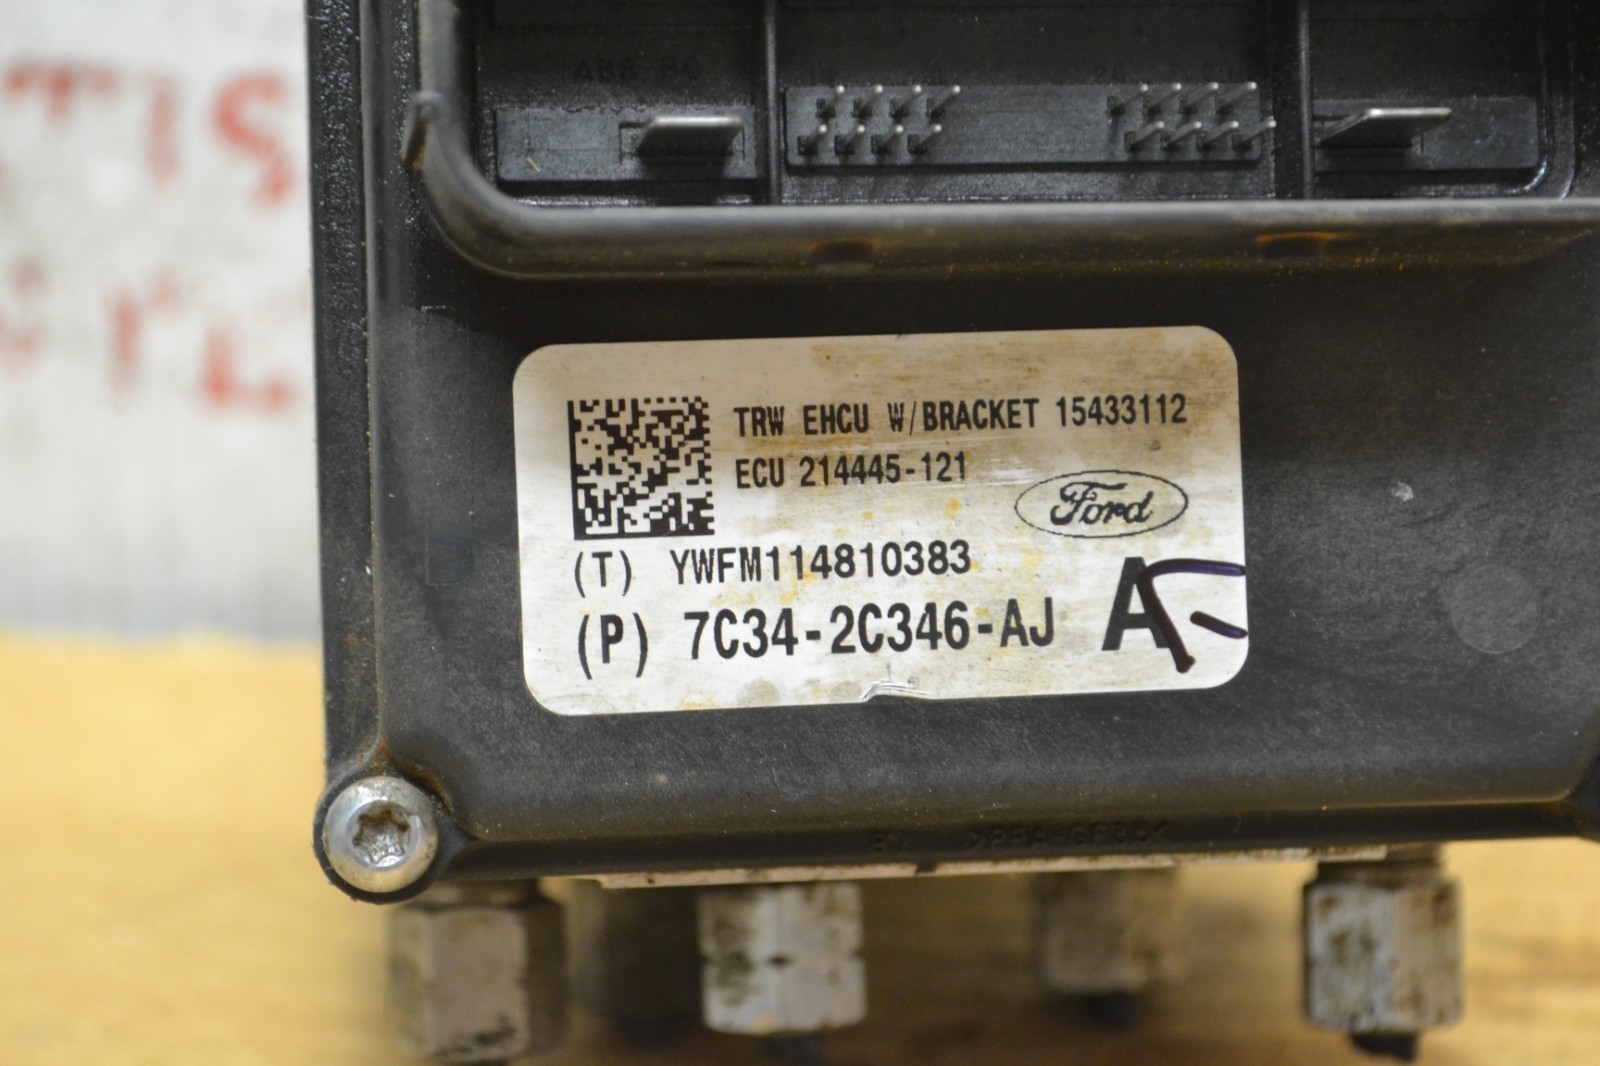 TRW EHCU W/BRACKET 15433112
ECU 214445-121
Ford
(T) YWFM114810383
(P) 7C34-2C346-AJ A